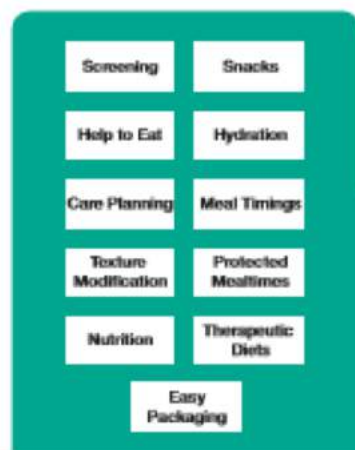 Screening
Snacks
Help to Eat
Hydration
Care Planning
Meal Timings
Texture
Modification
Protected
Mealtimes
Nutrition
Therapeutic
Diets
Easy
Packaging